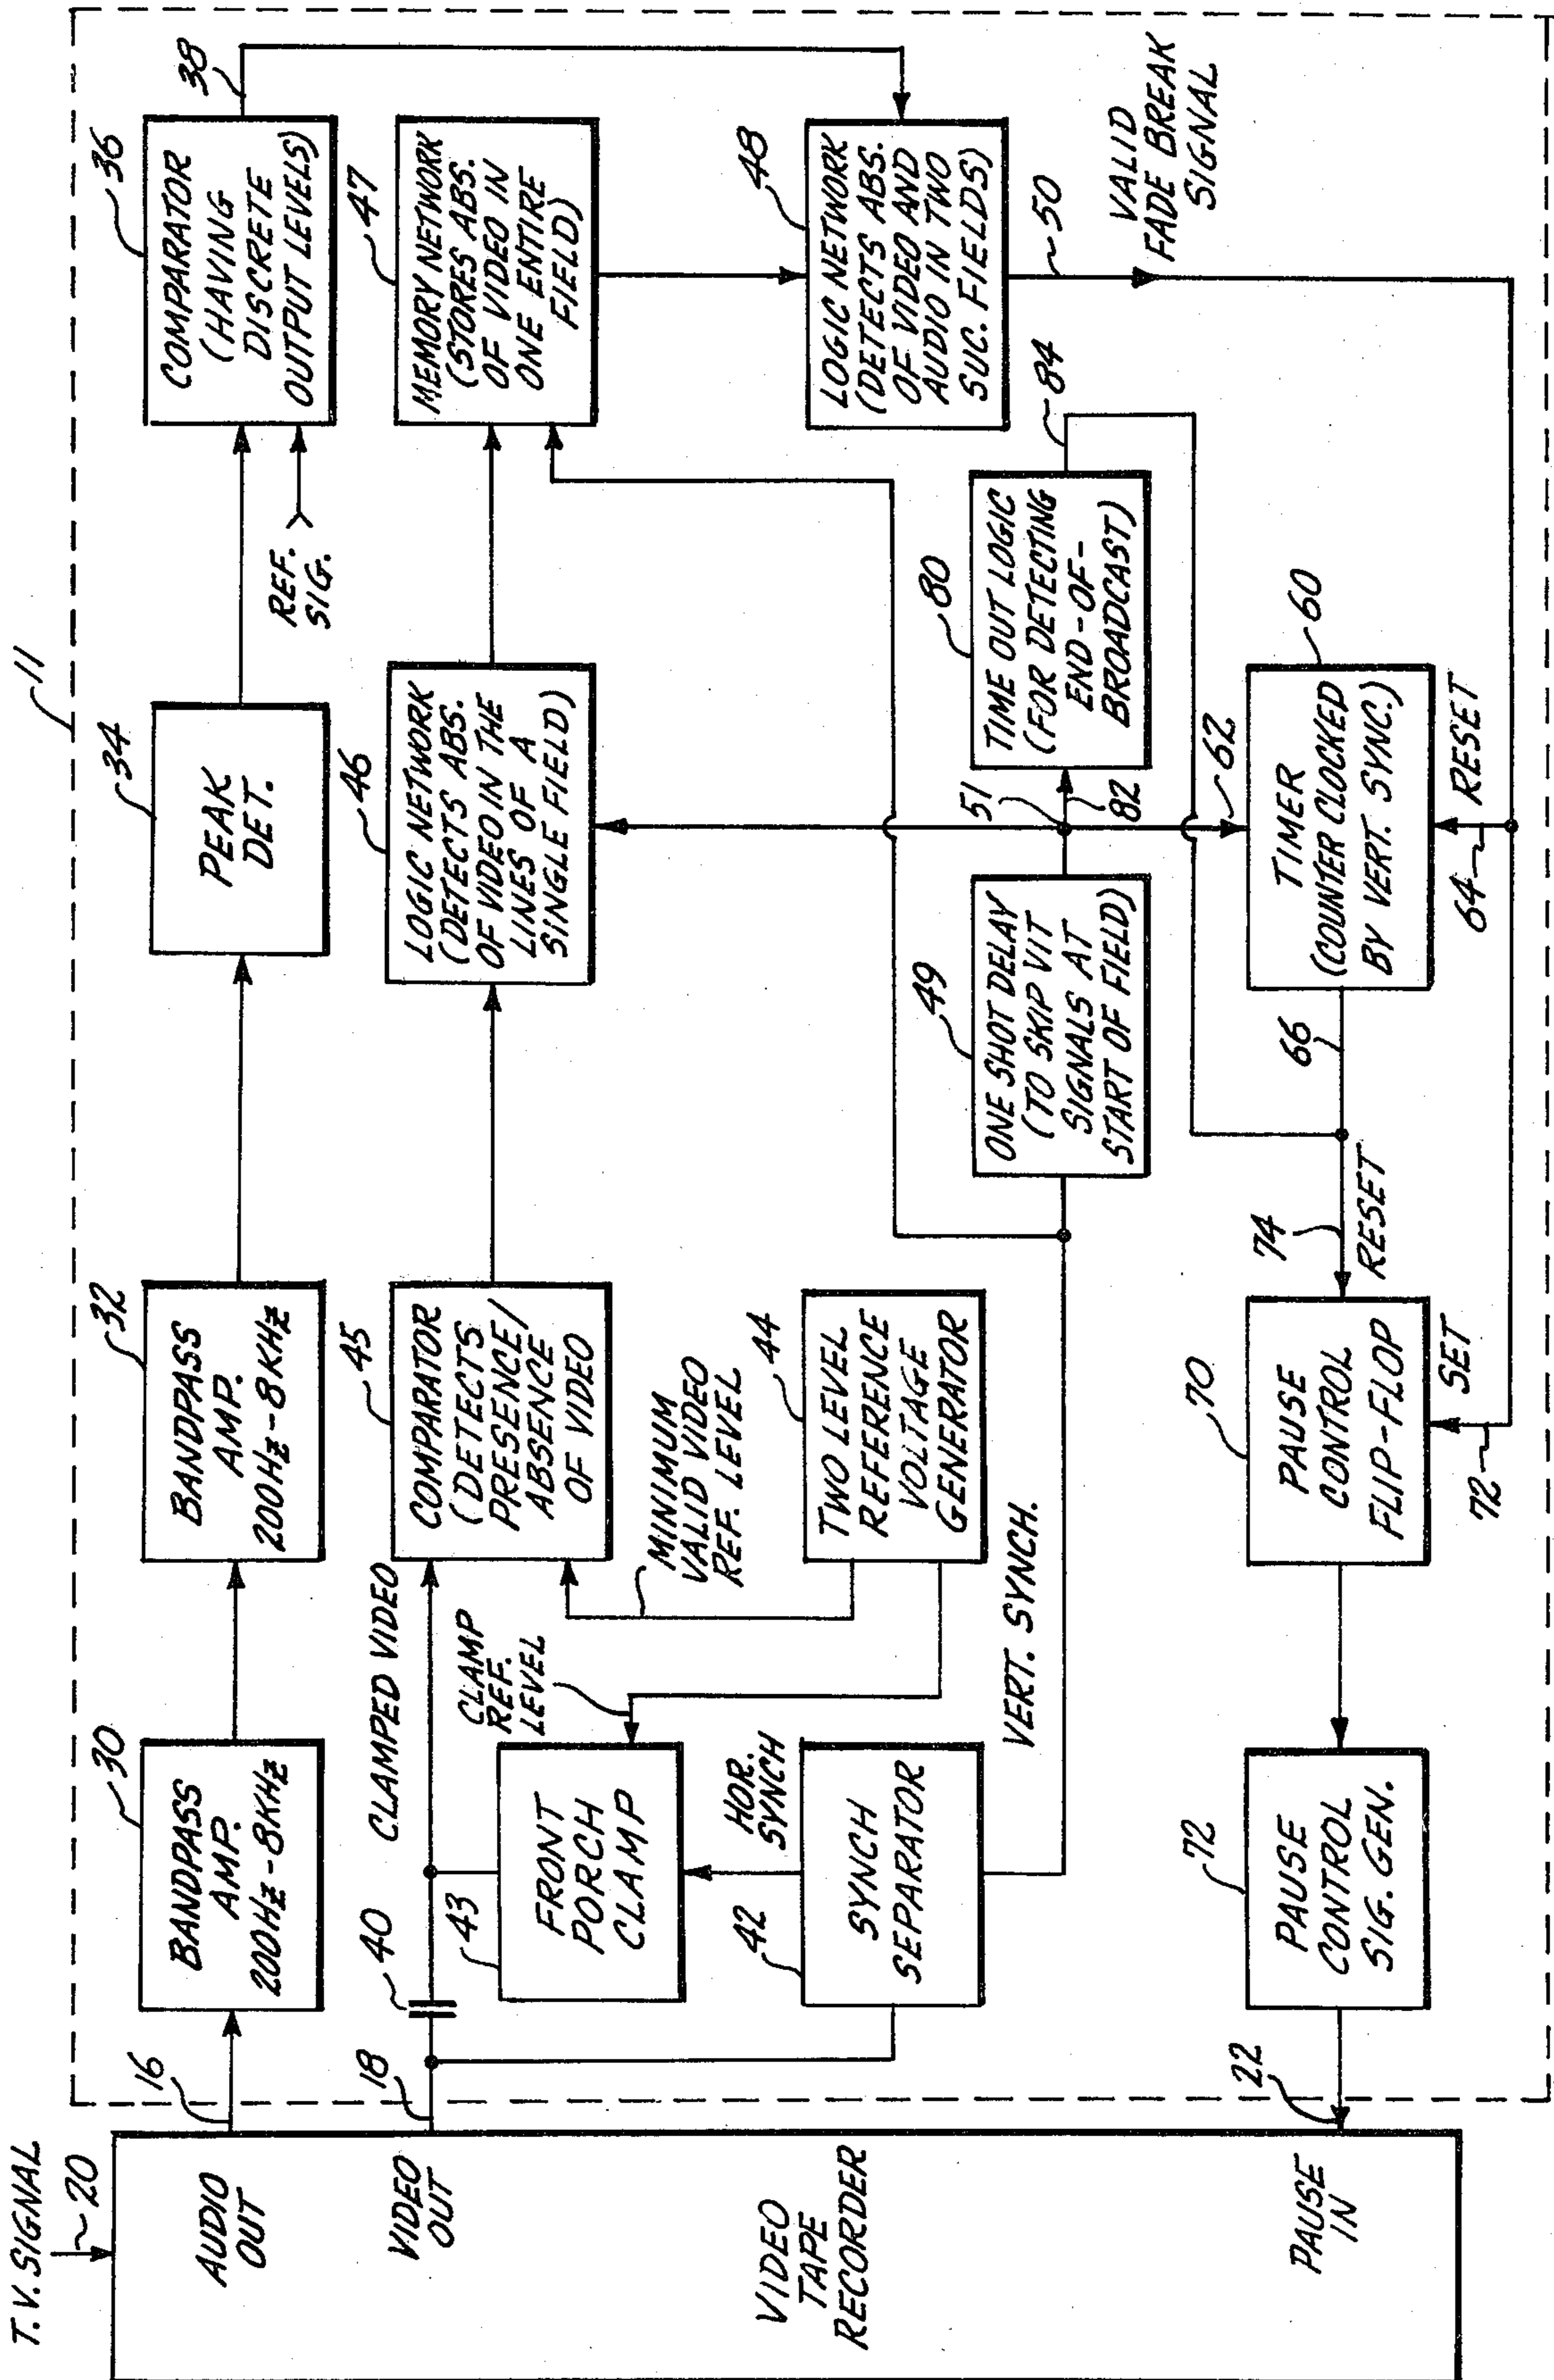 11
T.V. SIGNAL
20
AUDIO
OUT
VIDEO
OUT
VIDEO
TAPE
RECORDER
PAUSE
IN
16
18
22
30
BANDPASS
AMP.
200HZ-8KHZ
32
BANDPASS
AMP.
200HZ-8KHZ
34
PEAK
DET.
36
COMPARATOR
(HAVING
DISCRETE
OUTPUT LEVELS)
REF.
SIG.
38
40
CLAMPED VIDEO
43
FRONT
PORCH
CLAMP
CLAMP
REF.
LEVEL
HOR.
SYNCH
42
SYNCH
SEPARATOR
VERT. SYNCH.
45
COMPARATOR
(DETECTS
PRESENCE/
ABSENCE
OF VIDEO
MINIMUM
VALID VIDEO
REF. LEVEL
44
TWO LEVEL
REFERENCE
VOLTAGE
GENERATOR
46
LOGIC NETWORK
(DETECTS ABS.
OF VIDEO IN THE
LINES OF A
SINGLE FIELD)
47
MEMORY NETWORK
(STORES ABS.
OF VIDEO IN
ONE ENTIRE
FIELD)
48
LOGIC NETWORK
(DETECTS ABS.
OF VIDEO AND
AUDIO IN TWO
SUC. FIELDS)
50
VALID
FADE BREAK
SIGNAL
49
ONE SHOT DELAY
(TO SKIP VIT
SIGNALS AT
START OF FIELD)
51
82
80
TIME OUT LOGIC
(FOR DETECTING
END-OF-
BROADCAST)
84
62
60
TIMER
(COUNTER CLOCKED
BY VERT. SYNC.)
64
RESET
66
74
RESET
70
PAUSE
CONTROL
FLIP-FLOP
SET
72
72
PAUSE
CONTROL
SIG. GEN.